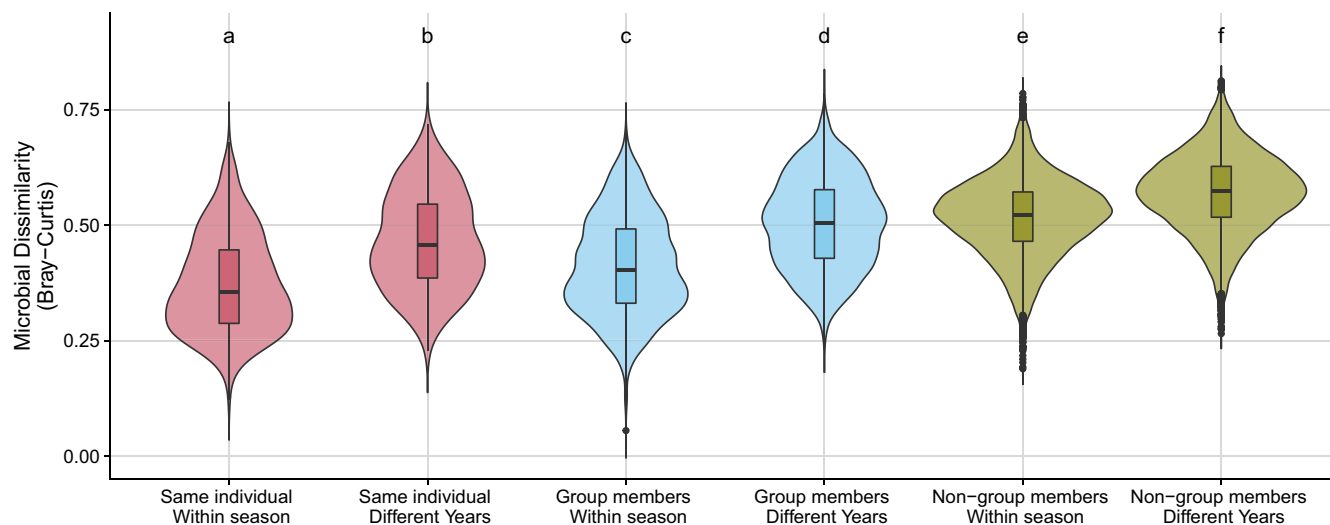 a b c d e f
Microbial Dissimilarity
(Bray−Curtis)
0.75
0.50
0.25
0.00
Same individual
Within season
Same individual
Different Years
Group members
Within season
Group members
Different Years
Non−group members
Within season
Non−group members
Different Years